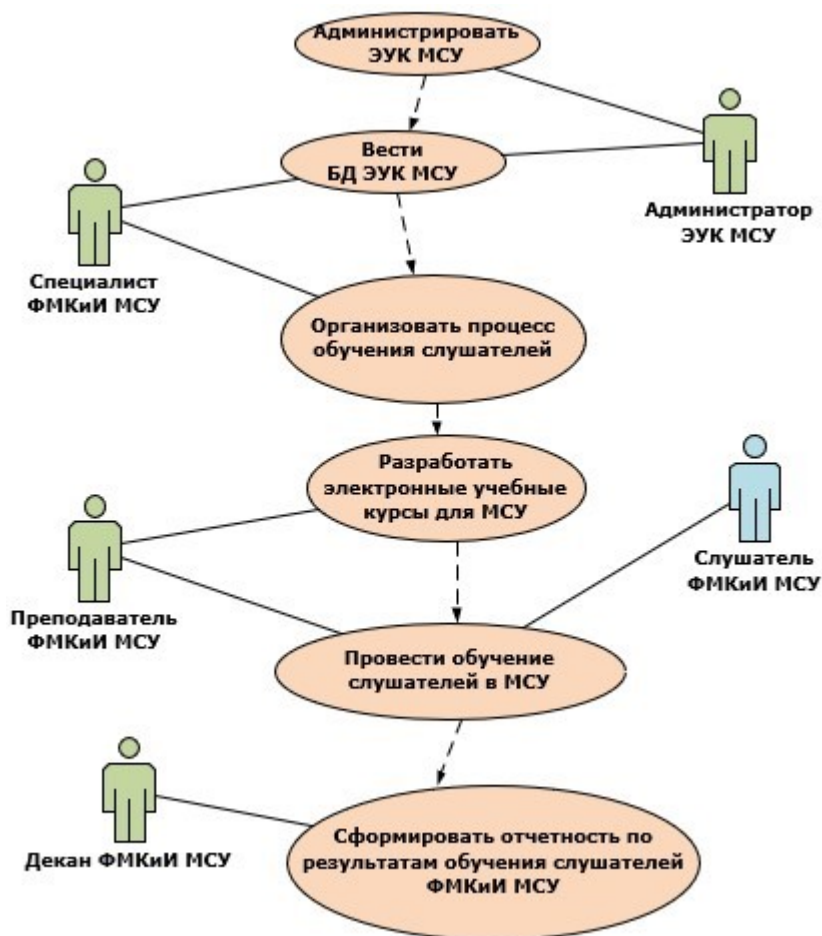 Администрировать
ЭУК МСУ
Вести
БД ЭУК МСУ
Администратор
ЭУК МСУ
Специалист
ФМКиИ МСУ
Организовать процесс
обучения слушателей
Разработать
электронные учебные
курсы для МСУ
Слушатель
ФМКиИ МСУ
Преподаватель
ФМКиИ МСУ
Провести обучение
слушателей в МСУ
Декан ФМКиИ МСУ
Сформировать отчетность по
результатам обучения слушателей
ФМКиИ МСУ